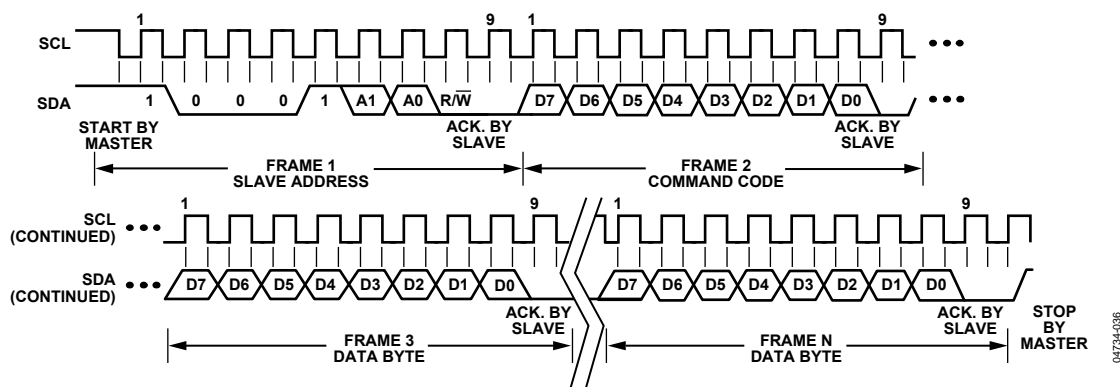 1 9 1 9
SCL
SDA 1 0 0 0 1 A1 A0 R/W̅ D7 D6 D5 D4 D3 D2 D1 D0
START BY MASTER
ACK. BY SLAVE
ACK. BY SLAVE
FRAME 1 SLAVE ADDRESS
FRAME 2 COMMAND CODE
1 9 1 9
SCL (CONTINUED)
SDA (CONTINUED) D7 D6 D5 D4 D3 D2 D1 D0 D7 D6 D5 D4 D3 D2 D1 D0
ACK. BY SLAVE
ACK. BY SLAVE
STOP BY MASTER
FRAME 3 DATA BYTE
FRAME N DATA BYTE
04734-036